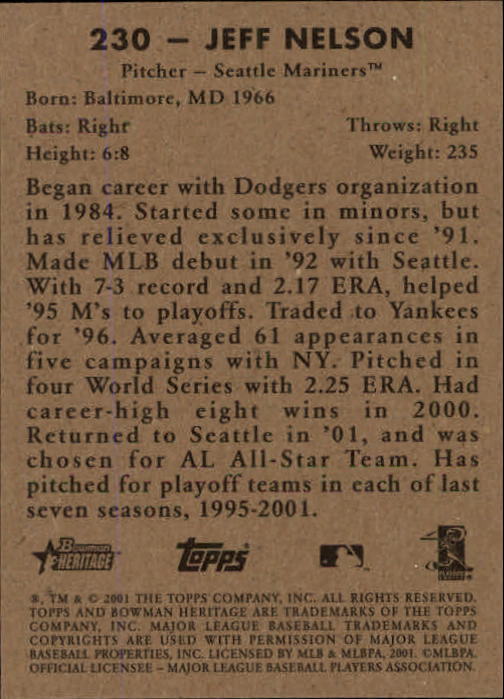 230 – JEFF NELSON
Pitcher – Seattle Mariners™
Born: Baltimore, MD 1966
Bats: Right Throws: Right
Height: 6:8 Weight: 235
Began career with Dodgers organization
in 1984. Started some in minors, but
has relieved exclusively since '91.
Made MLB debut in '92 with Seattle.
With 7-3 record and 2.17 ERA, helped
'95 M's to playoffs. Traded to Yankees
for '96. Averaged 61 appearances in
five campaigns with NY. Pitched in
four World Series with 2.25 ERA. Had
career-high eight wins in 2000.
Returned to Seattle in '01, and was
chosen for AL All-Star Team. Has
pitched for playoff teams in each of last
seven seasons, 1995-2001.
Bowman
HERITAGE
Topps
®, TM & © 2001 THE TOPPS COMPANY, INC. ALL RIGHTS RESERVED.
TOPPS AND BOWMAN HERITAGE ARE TRADEMARKS OF THE TOPPS
COMPANY, INC. MAJOR LEAGUE BASEBALL TRADEMARKS AND
COPYRIGHTS ARE USED WITH PERMISSION OF MAJOR LEAGUE
BASEBALL PROPERTIES, INC. LICENSED BY MLB & MLBPA, 2001. ©MLBPA.
OFFICIAL LICENSEE – MAJOR LEAGUE BASEBALL PLAYERS ASSOCIATION.